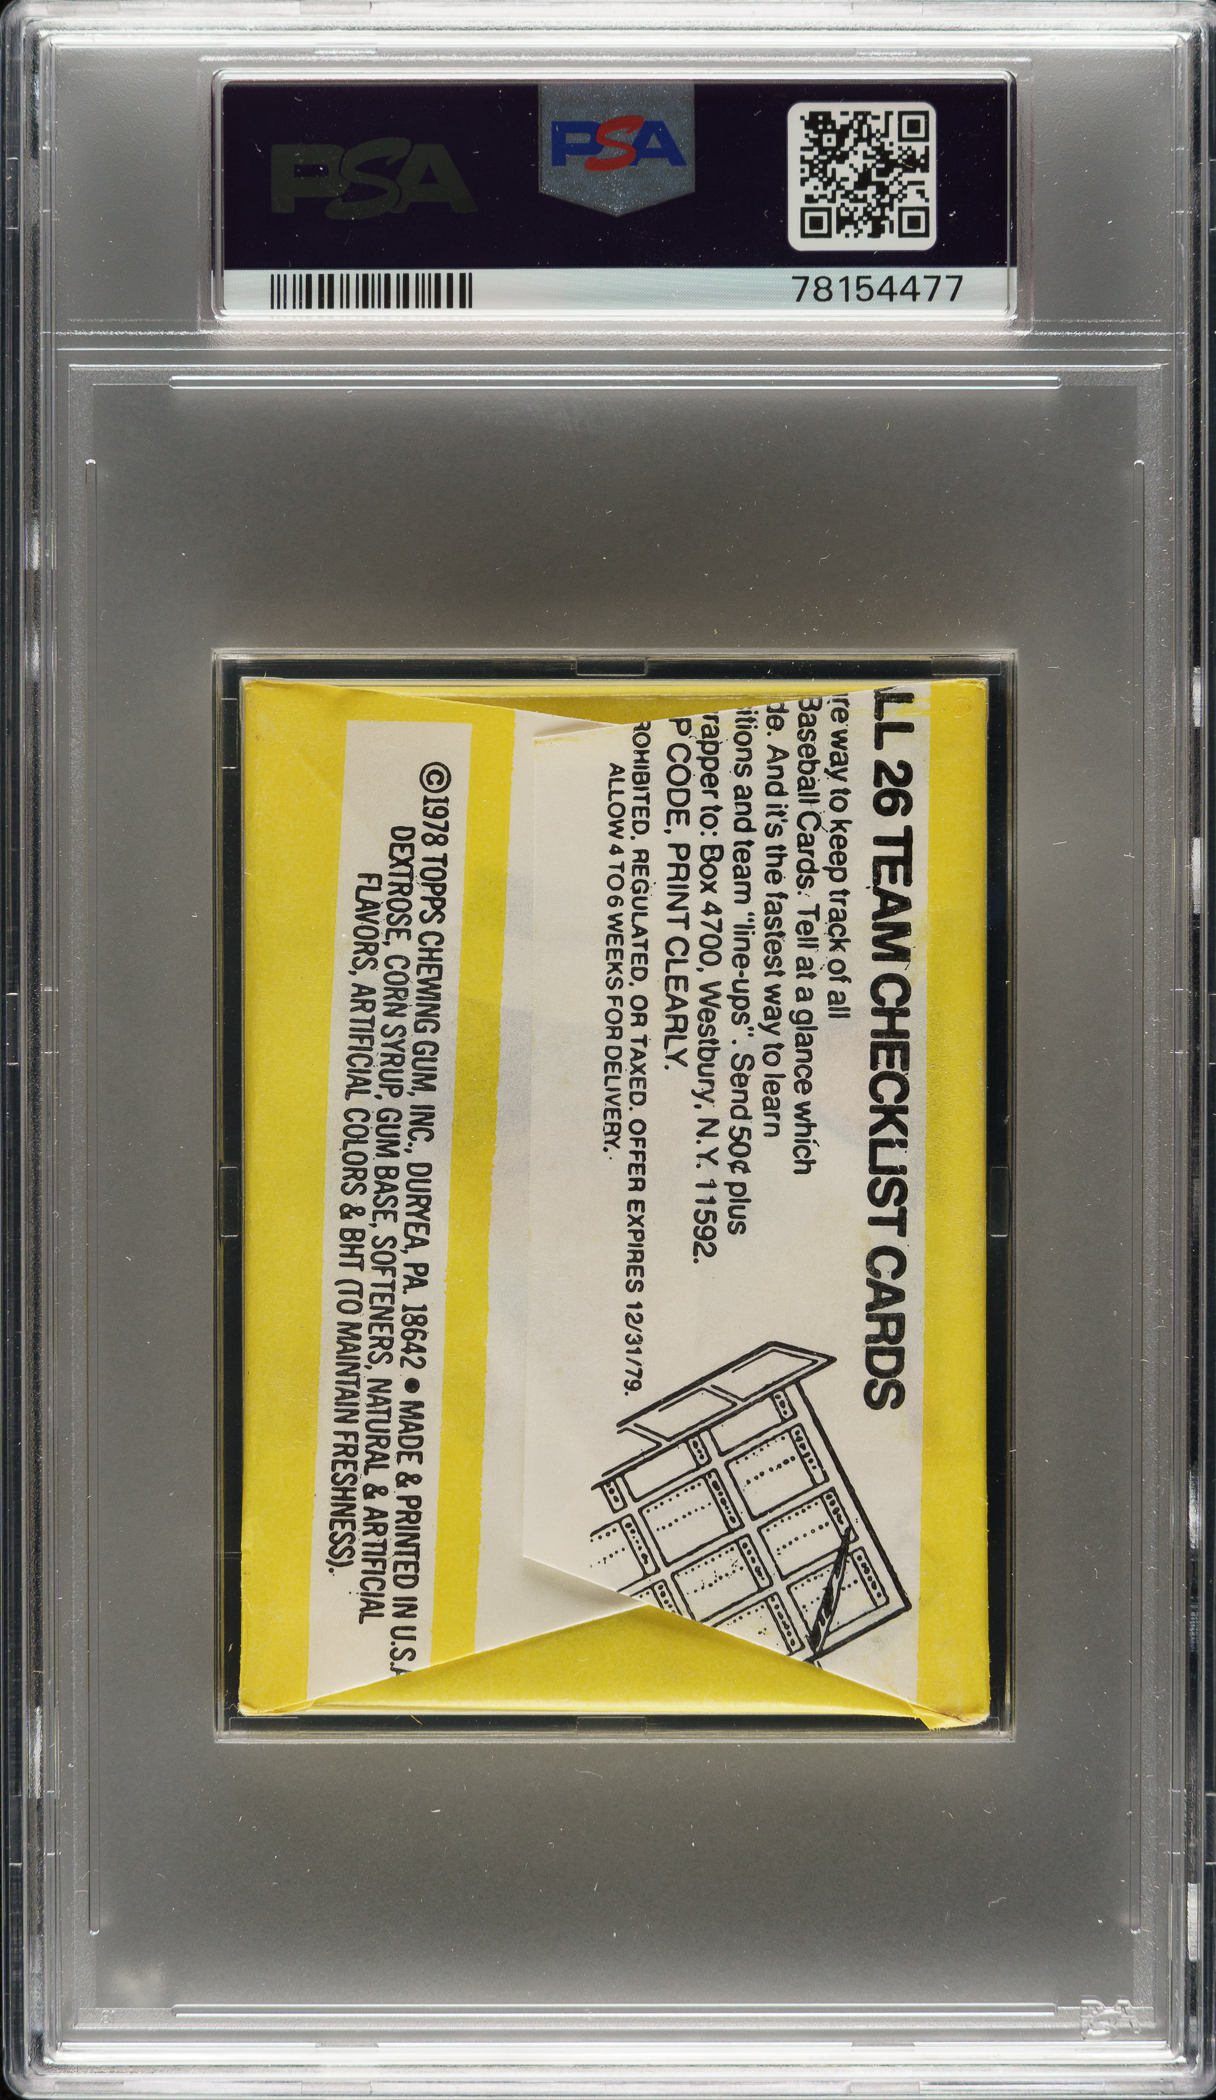 PSA
PSA
78154477
LL 26 TEAM CHECKLIST CARDS
re way to keep track of all
Baseball Cards. Tell at a glance which
de. And it's the fastest way to learn
itions and team "line-ups". Send 50¢ plus
rapper to: Box 4700, Westbury, N.Y. 11592.
P CODE, PRINT CLEARLY.
ROHIBITED, REGULATED, OR TAXED. OFFER EXPIRES 12/31/79.
ALLOW 4 TO 6 WEEKS FOR DELIVERY.
©1978 TOPPS CHEWING GUM, INC., DURYEA, PA. 18642 • MADE & PRINTED IN U.S.A
DEXTROSE, CORN SYRUP, GUM BASE, SOFTENERS, NATURAL & ARTIFICIAL
FLAVORS, ARTIFICIAL COLORS & BHT (TO MAINTAIN FRESHNESS).